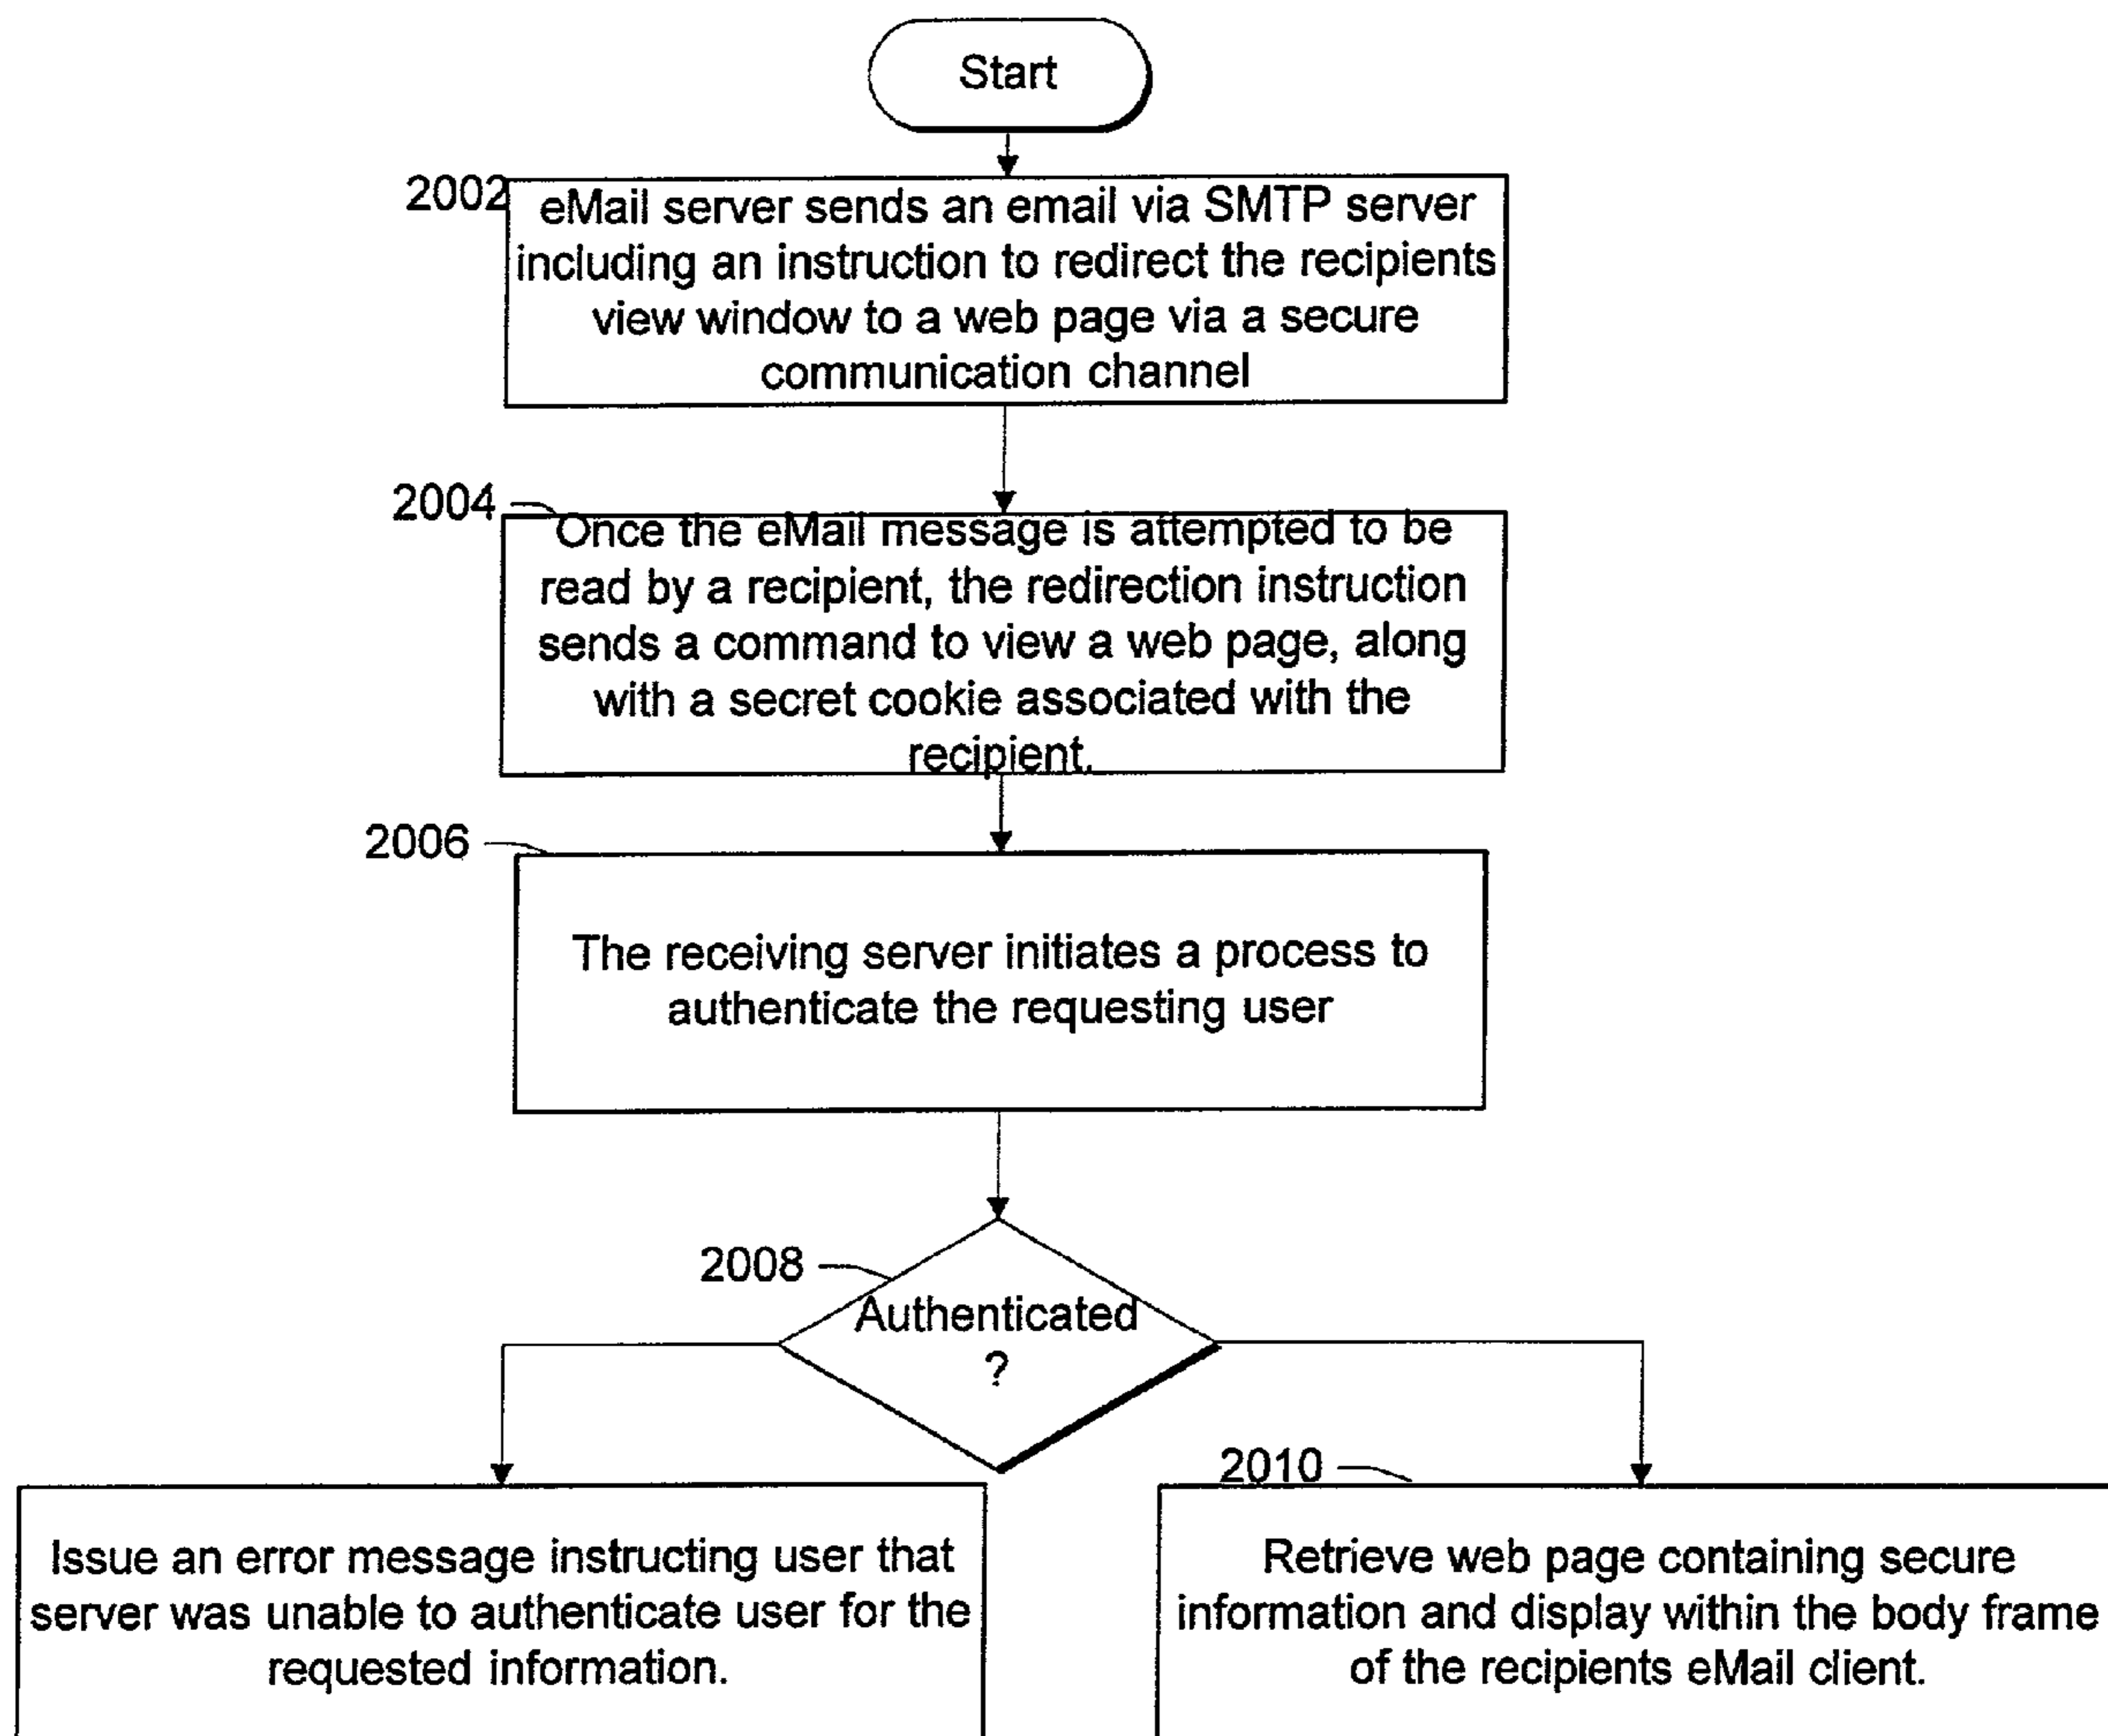 Start
2002
eMail server sends an email via SMTP server
including an instruction to redirect the recipients
view window to a web page via a secure
communication channel
2004
Once the eMail message is attempted to be
read by a recipient, the redirection instruction
sends a command to view a web page, along
with a secret cookie associated with the
recipient.
2006
The receiving server initiates a process to
authenticate the requesting user
2008
Authenticated
?
Issue an error message instructing user that
server was unable to authenticate user for the
requested information.
2010
Retrieve web page containing secure
information and display within the body frame
of the recipients eMail client.